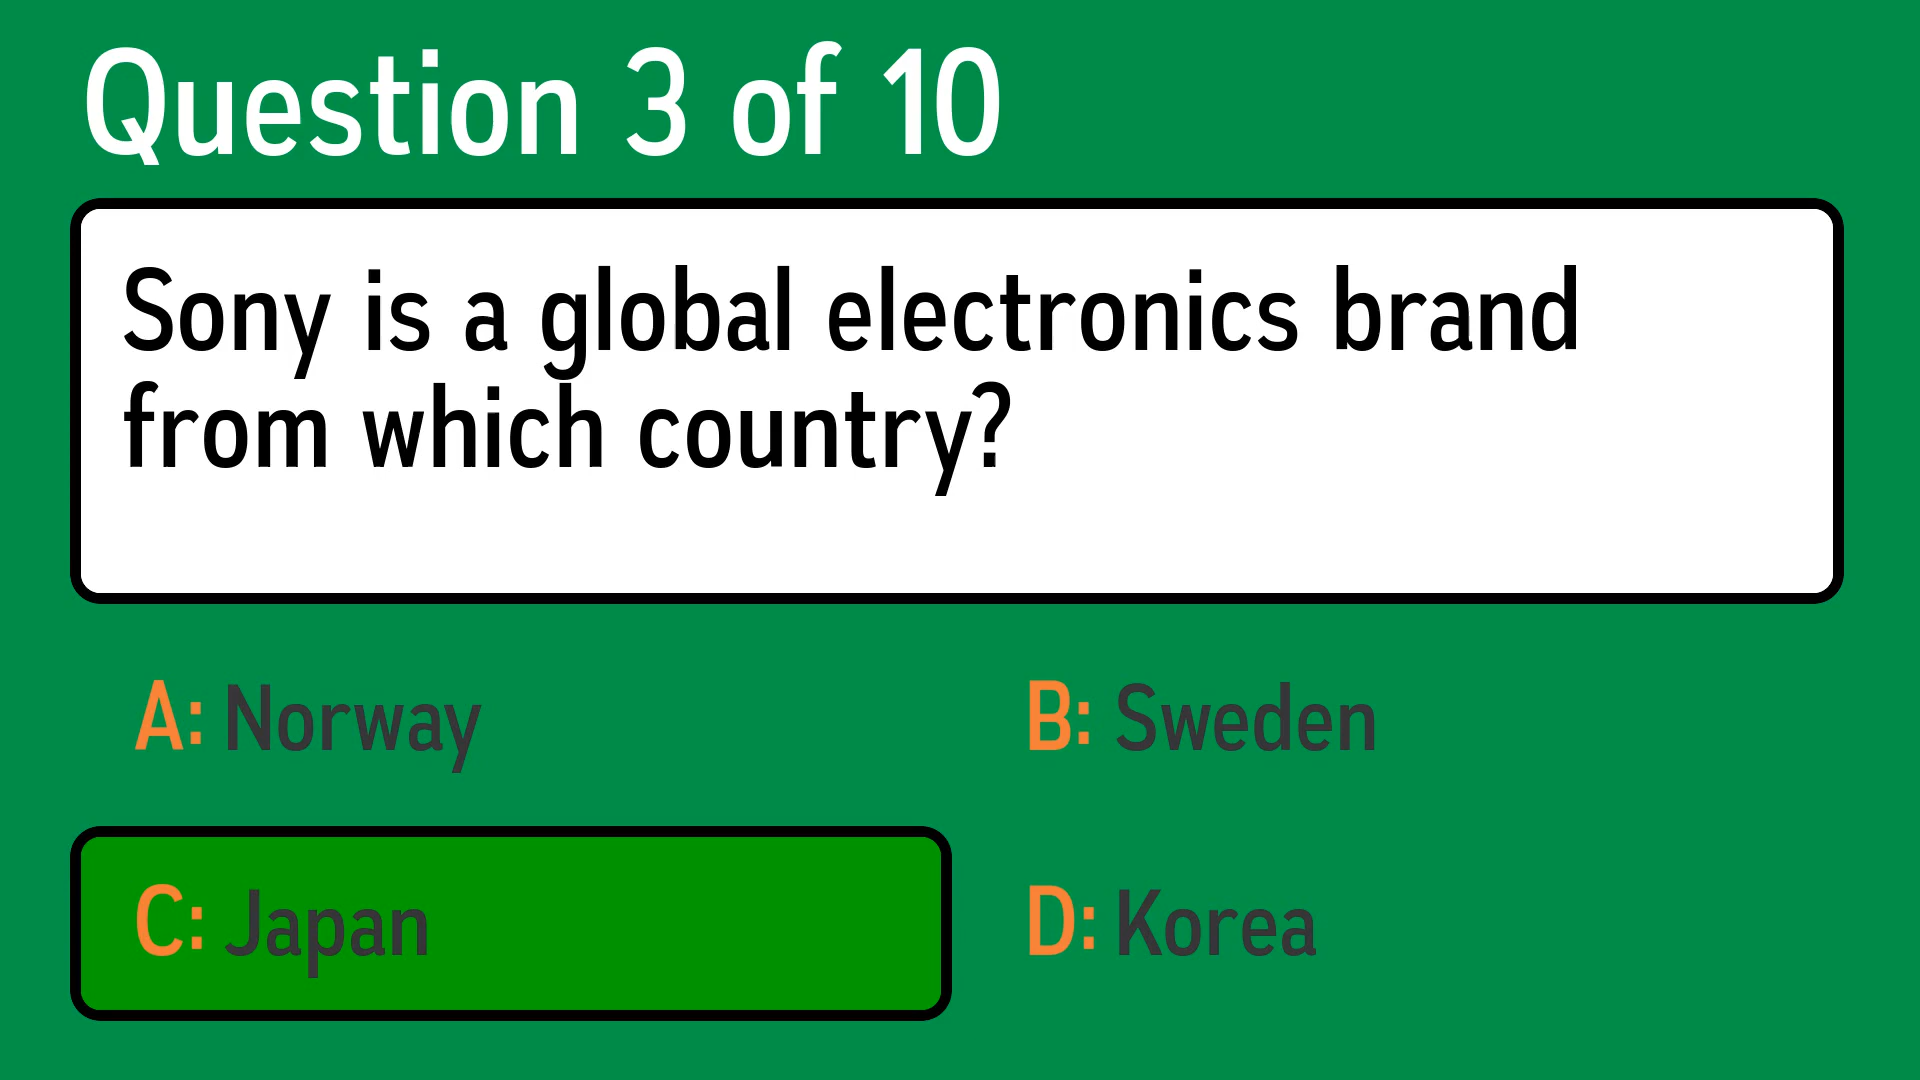 Question 3 of 10
Sony is a global electronics brand
from which country?
A: Norway
B: Sweden
C: Japan
D: Korea